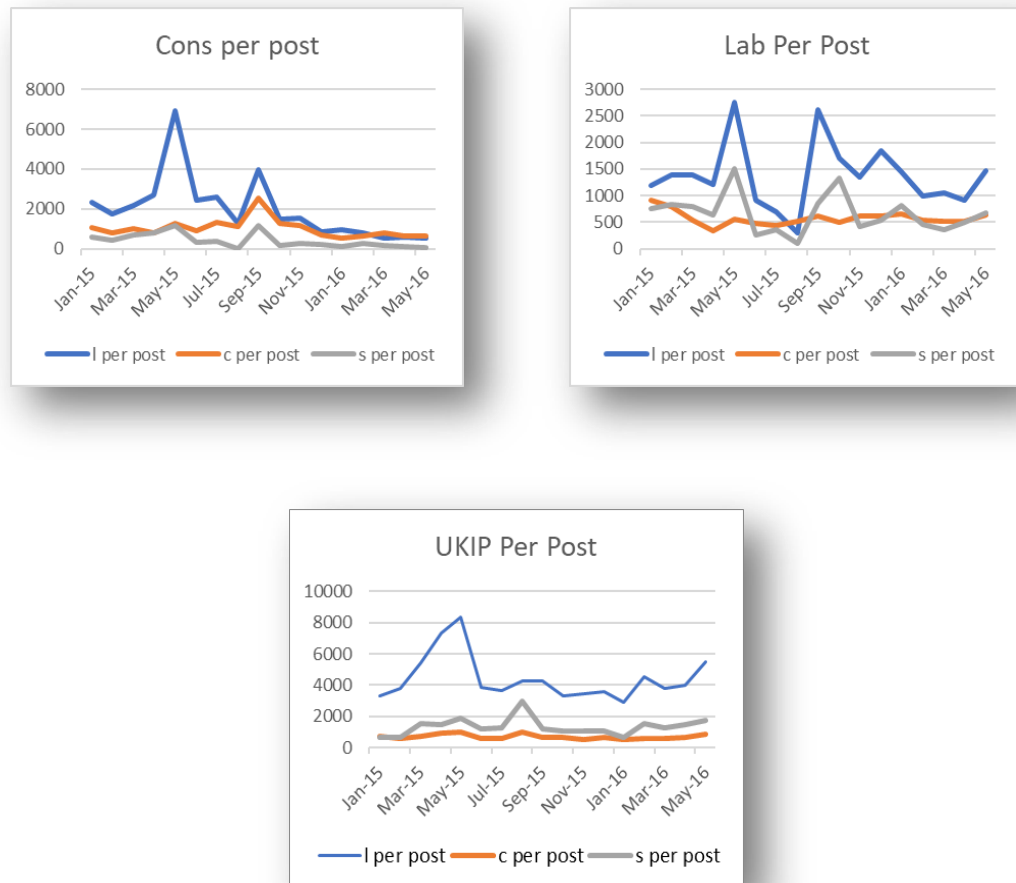 Cons per post
8000
6000
4000
2000
0
Jan-15 Mar-15 May-15 Jul-15 Sep-15 Nov-15 Jan-16 Mar-16 May-16
l per post c per post s per post
Lab Per Post
3000
2500
2000
1500
1000
500
0
Jan-15 Mar-15 May-15 Jul-15 Sep-15 Nov-15 Jan-16 Mar-16 May-16
l per post c per post s per post
UKIP Per Post
10000
8000
6000
4000
2000
0
Jan-15 Mar-15 May-15 Jul-15 Sep-15 Nov-15 Jan-16 Mar-16 May-16
l per post c per post s per post